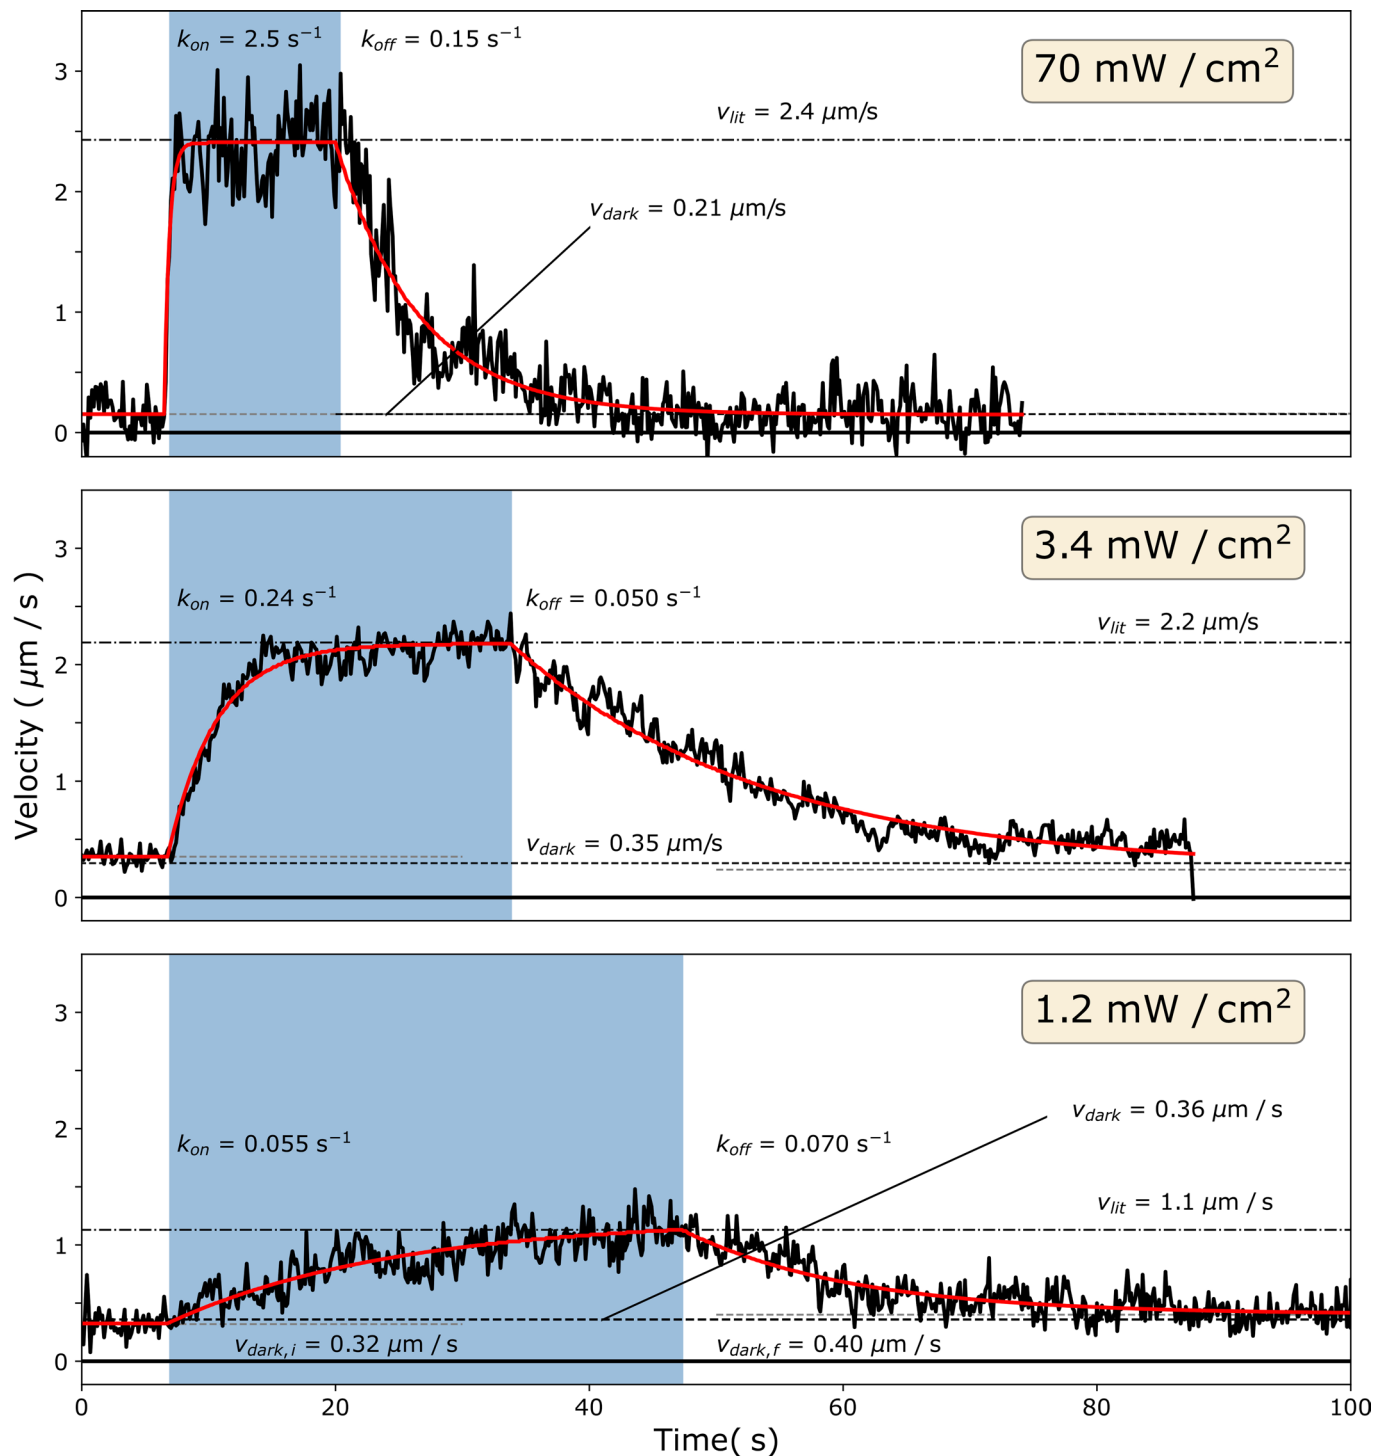 k_on = 2.5 s⁻¹
k_off = 0.15 s⁻¹
70 mW / cm²
v_lit = 2.4 μm/s
v_dark = 0.21 μm/s
3
2
1
0
3.4 mW / cm²
k_on = 0.24 s⁻¹
k_off = 0.050 s⁻¹
v_lit = 2.2 μm/s
v_dark = 0.35 μm/s
3
2
1
0
Velocity ( μm / s)
1.2 mW / cm²
v_dark = 0.36 μm / s
k_on = 0.055 s⁻¹
k_off = 0.070 s⁻¹
v_lit = 1.1 μm / s
v_dark,i = 0.32 μm / s
v_dark,f = 0.40 μm / s
3
2
1
0
0 20 40 60 80 100
Time( s)